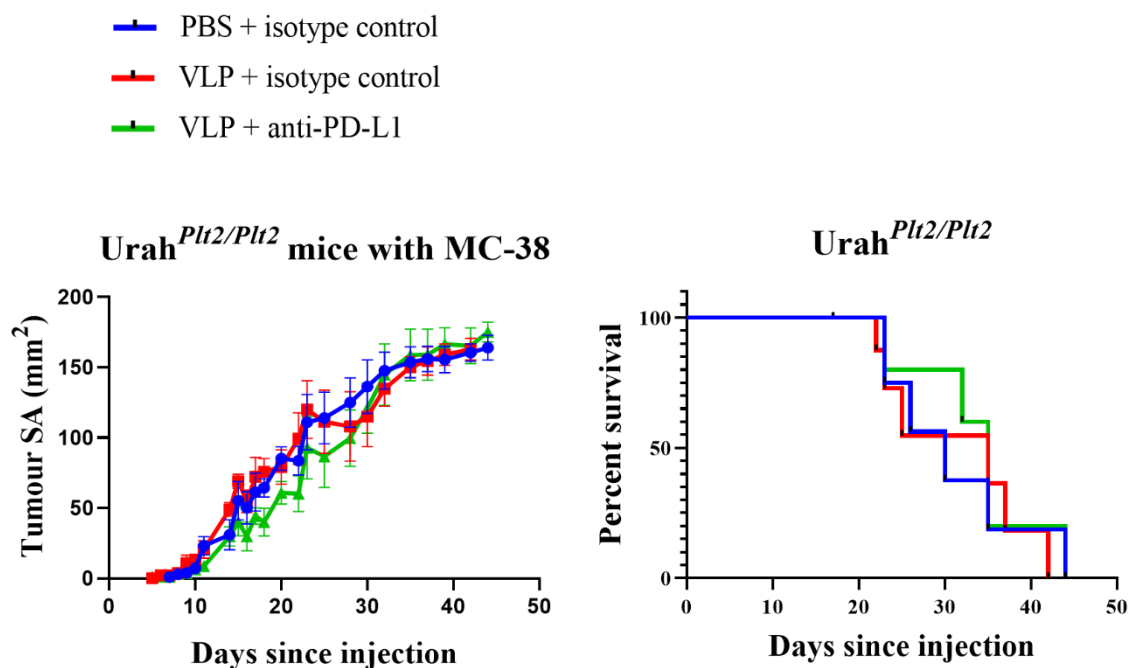 PBS + isotype control
VLP + isotype control
VLP + anti-PD-L1
Urah^Plt2/Plt2 mice with MC-38
Tumour SA (mm²)
200
150
100
50
0
0 10 20 30 40 50
Days since injection
Urah^Plt2/Plt2
Percent survival
100
50
0
0 10 20 30 40 50
Days since injection